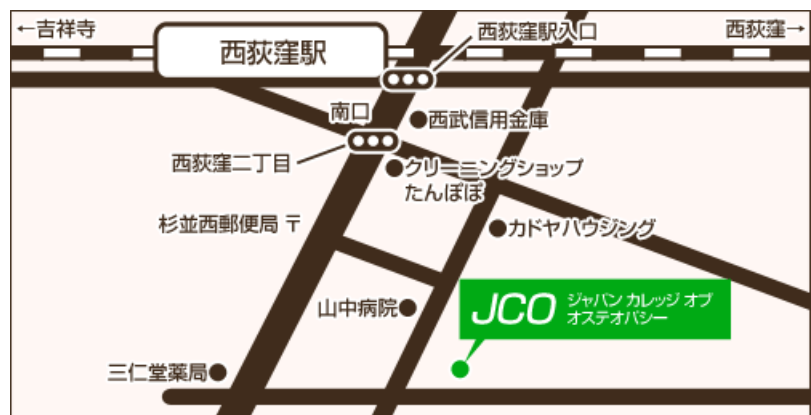 ←吉祥寺
西荻窪→
西荻窪駅
西荻窪駅入口
南口
西武信用金庫
西荻窪二丁目
クリーニングショップ
たんぽぽ
杉並西郵便局 〒
カドヤハウジング
山中病院
JCO
ジャパン カレッジ オブ
オステオパシー
三仁堂薬局